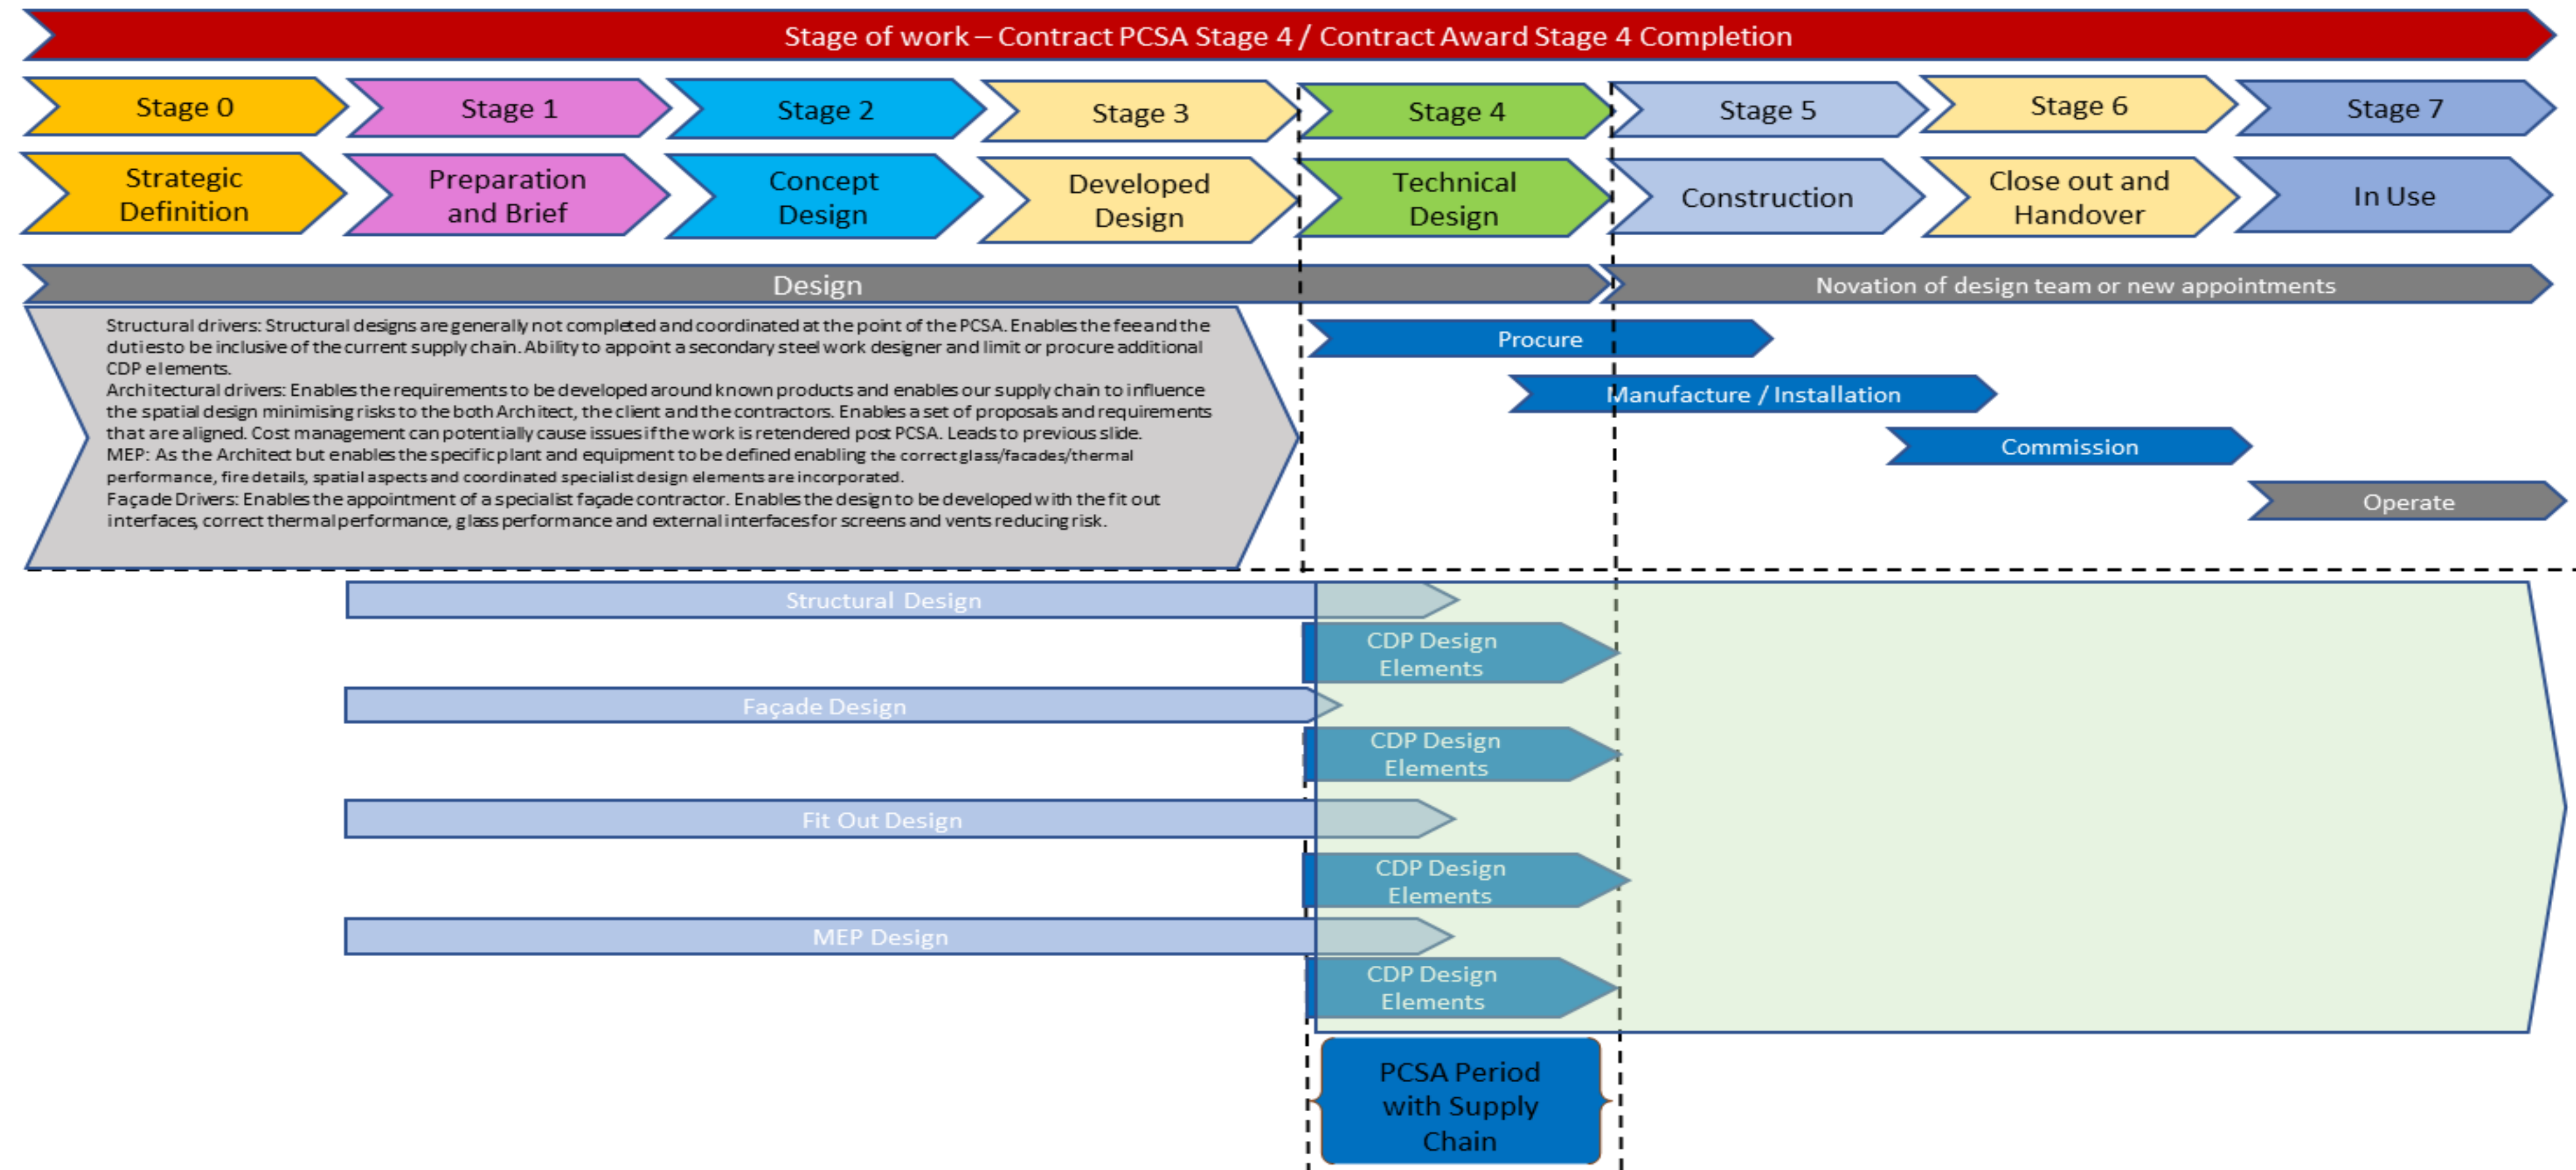 Stage of work – Contract PCSA Stage 4 / Contract Award Stage 4 Completion
Stage 0
Stage 1
Stage 2
Stage 3
Stage 4
Stage 5
Stage 6
Stage 7
Strategic
Definition
Preparation
and Brief
Concept
Design
Developed
Design
Technical
Design
Construction
Close out and
Handover
In Use
Design
Novation of design team or new appointments
Structural drivers: Structural designs are generally not completed and coordinated at the point of the PCSA. Enables the fee and the
duties to be inclusive of the current supply chain. Ability to appoint a secondary steel work designer and limit or procure additional
CDP elements.
Architectural drivers: Enables the requirements to be developed around known products and enables our supply chain to influence
the spatial design minimising risks to the both Architect, the client and the contractors. Enables a set of proposals and requirements
that are aligned. Cost management can potentially cause issues if the work is retendered post PCSA. Leads to previous slide.
MEP: As the Architect but enables the specific plant and equipment to be defined enabling the correct glass/facades/thermal
performance, fire details, spatial aspects and coordinated specialist design elements are incorporated.
Façade Drivers: Enables the appointment of a specialist façade contractor. Enables the design to be developed with the fit out
interfaces, correct thermal performance, glass performance and external interfaces for screens and vents reducing risk.
Procure
Manufacture / Installation
Commission
Operate
Structural Design
CDP Design
Elements
Façade Design
CDP Design
Elements
Fit Out Design
CDP Design
Elements
MEP Design
CDP Design
Elements
PCSA Period
with Supply
Chain